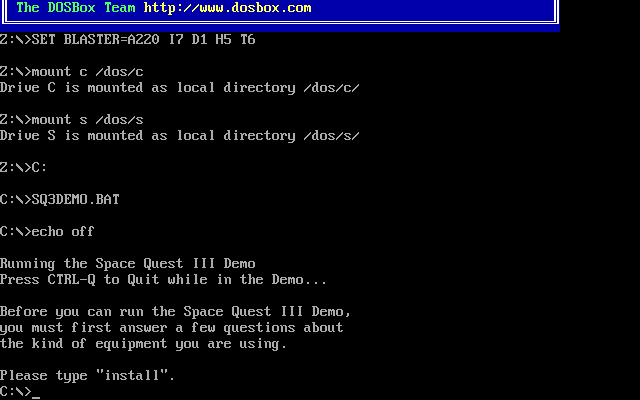 The DOSBox Team http://www.dosbox.com
Z:\>SET BLASTER=A220 I7 D1 H5 T6
Z:\>mount c /dos/c
Drive C is mounted as local directory /dos/c/
Z:\>mount s /dos/s
Drive S is mounted as local directory /dos/s/
Z:\>C:
C:\>SQ3DEMO.BAT
C:\>echo off
Running the Space Quest III Demo
Press CTRL-Q to Quit while in the Demo...
Before you can run the Space Quest III Demo,
you must first answer a few questions about
the kind of equipment you are using.
Please type "install".
C:\>_